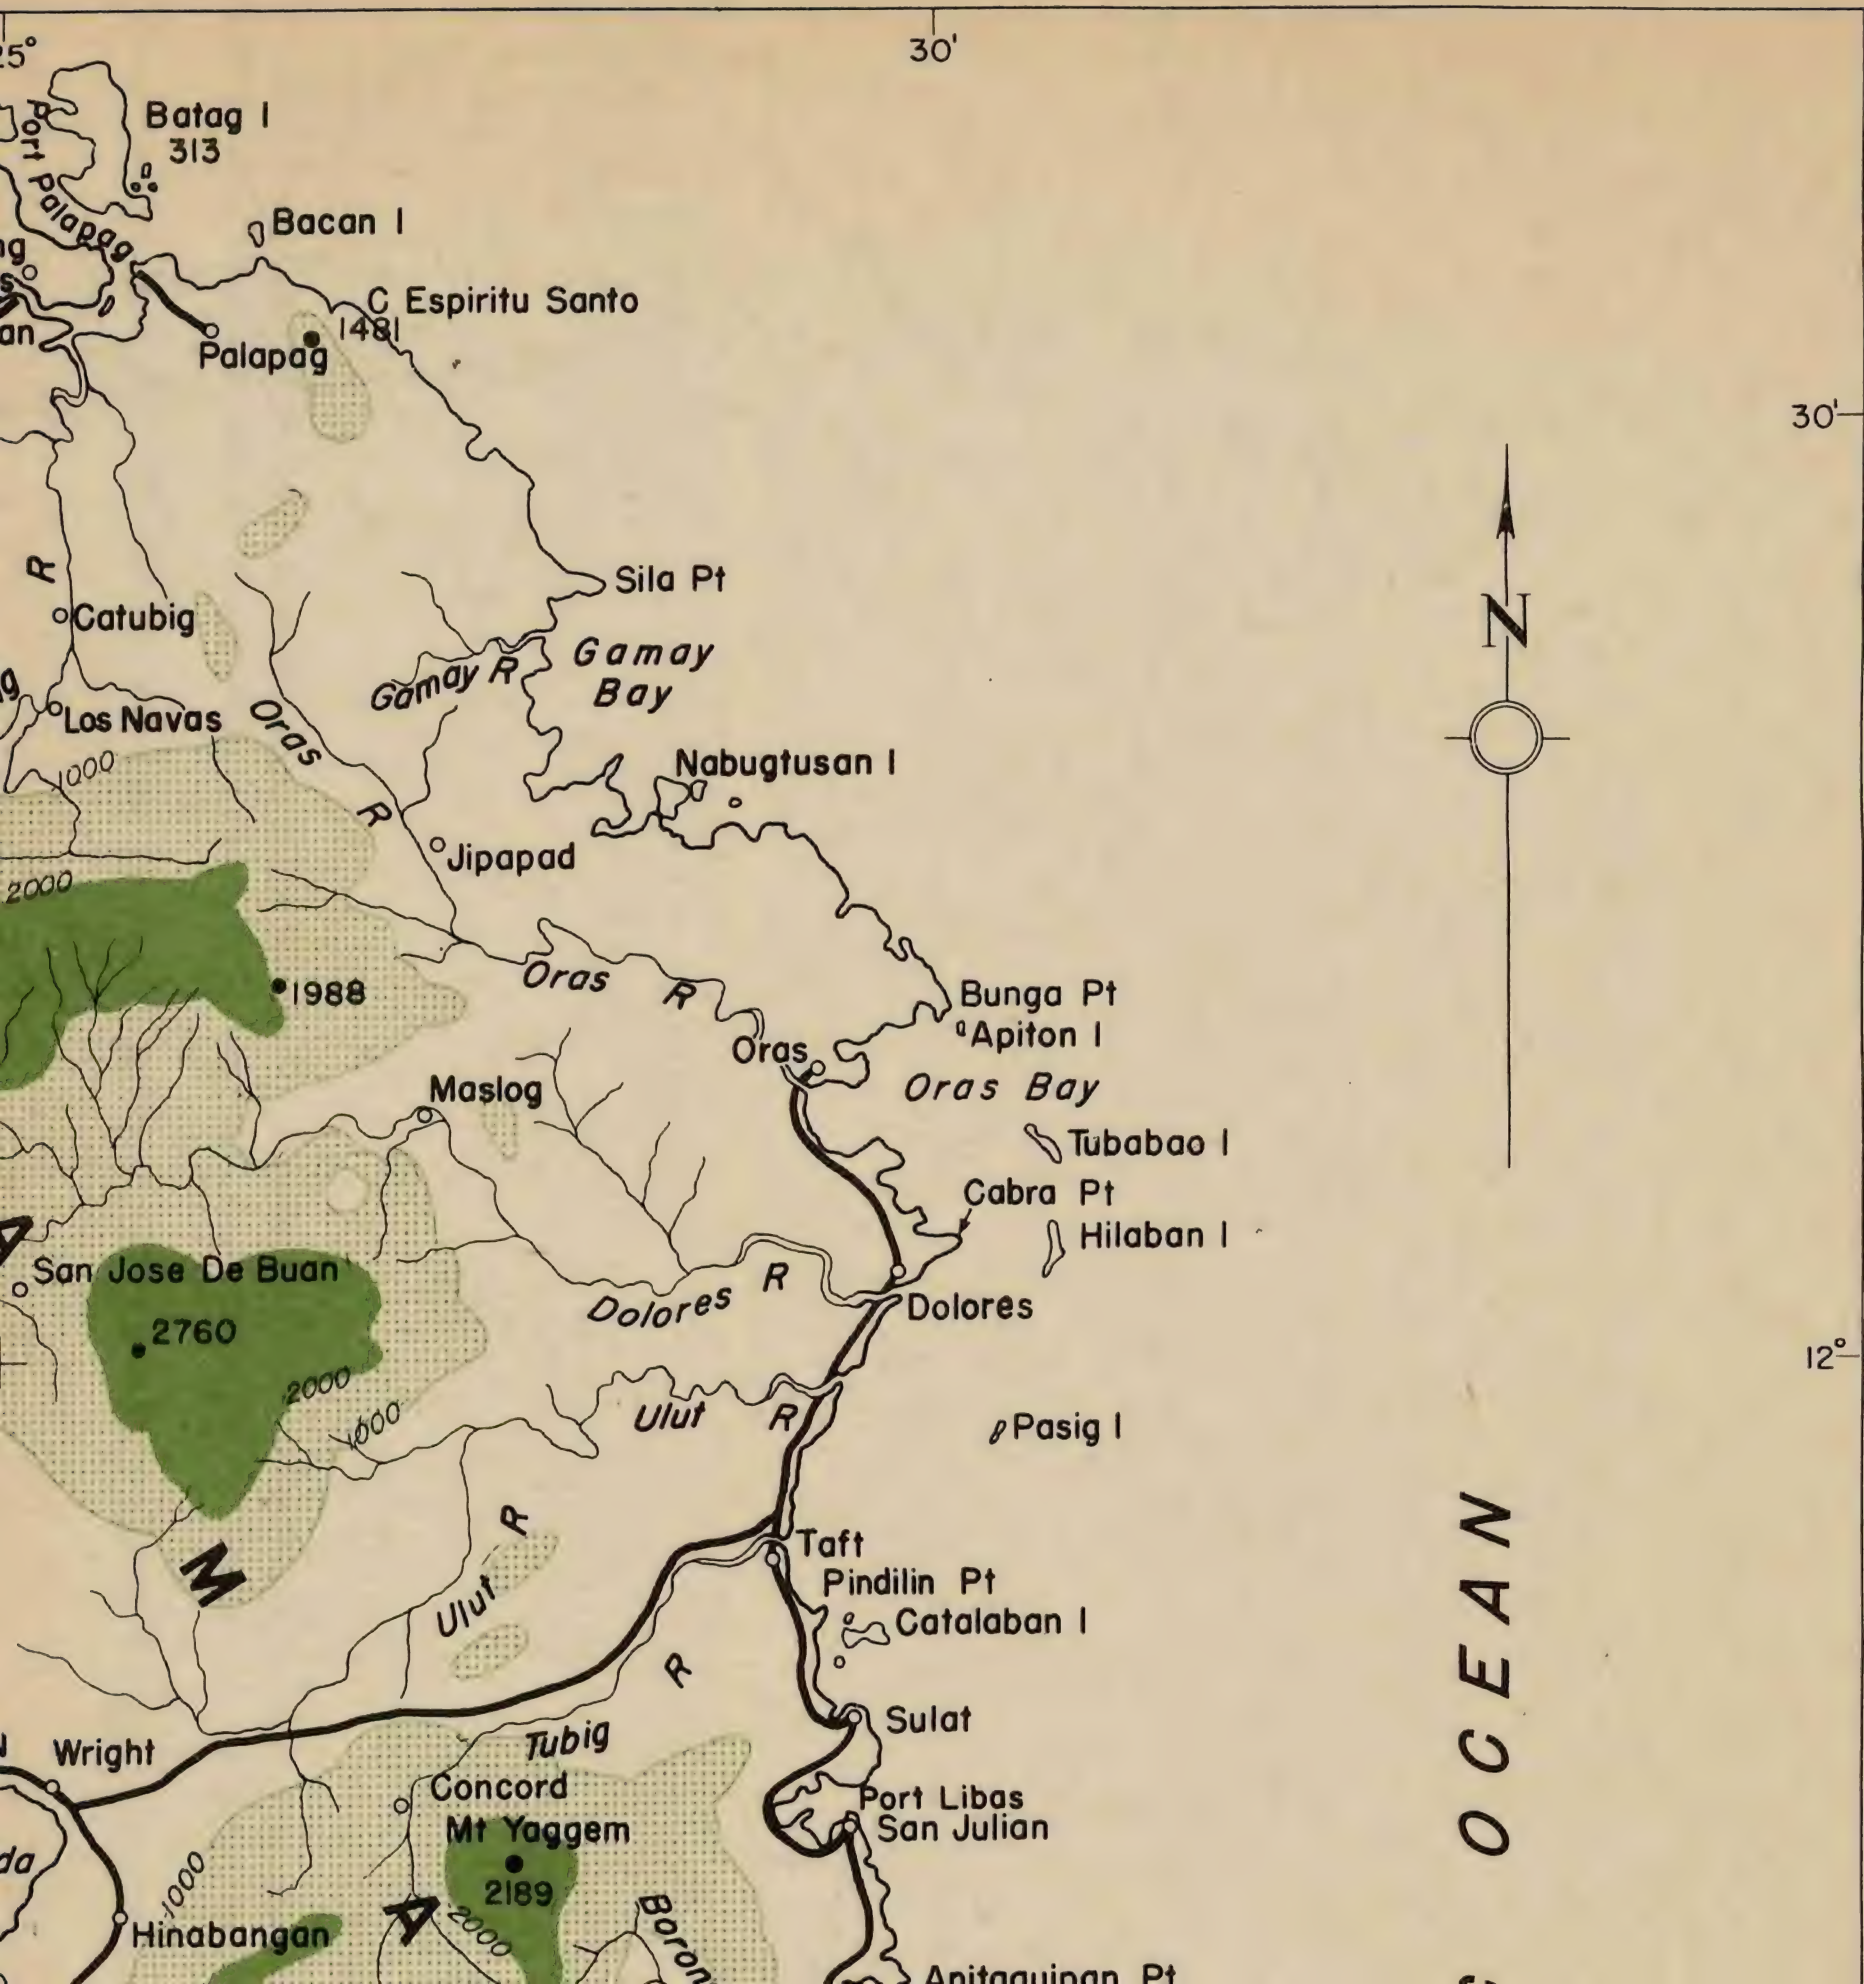 30'
Batag I
313
Port Palapag
Bacan I
C Espiritu Santo
1481
Palapag
30'
N
R
Sila Pt
Catubig
Gamay R
Gamay
Bay
Los Navas
Oras
R
1000
Nabugtusan I
Jipapad
2000
Oras
R
1988
Bunga Pt
Apiton I
Oras
Oras Bay
Maslog
Tubabao I
Cabra Pt
Hilaban I
San Jose De Buan
Dolores R
Dolores
2760
12°
2000
1000
Ulut R
Pasig I
Ulut R
M
Taft
Pindilin Pt
Catalaban I
R
Sulat
Tubig
Wright
Concord
Port Libas
San Julian
Mt Yaggem
2189
1000
A
2000
Hinabangan
OCEAN